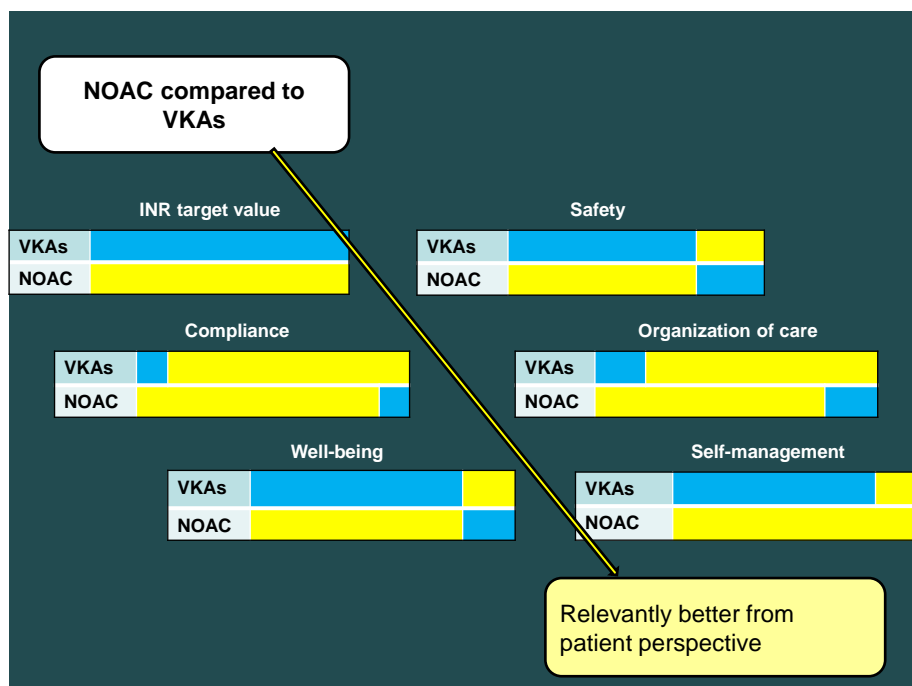 NOAC compared to
VKAs
INR target value
VKAs
NOAC
Safety
VKAs
NOAC
Compliance
VKAs
NOAC
Organization of care
VKAs
NOAC
Well-being
VKAs
NOAC
Self-management
VKAs
NOAC
Relevantly better from
patient perspective